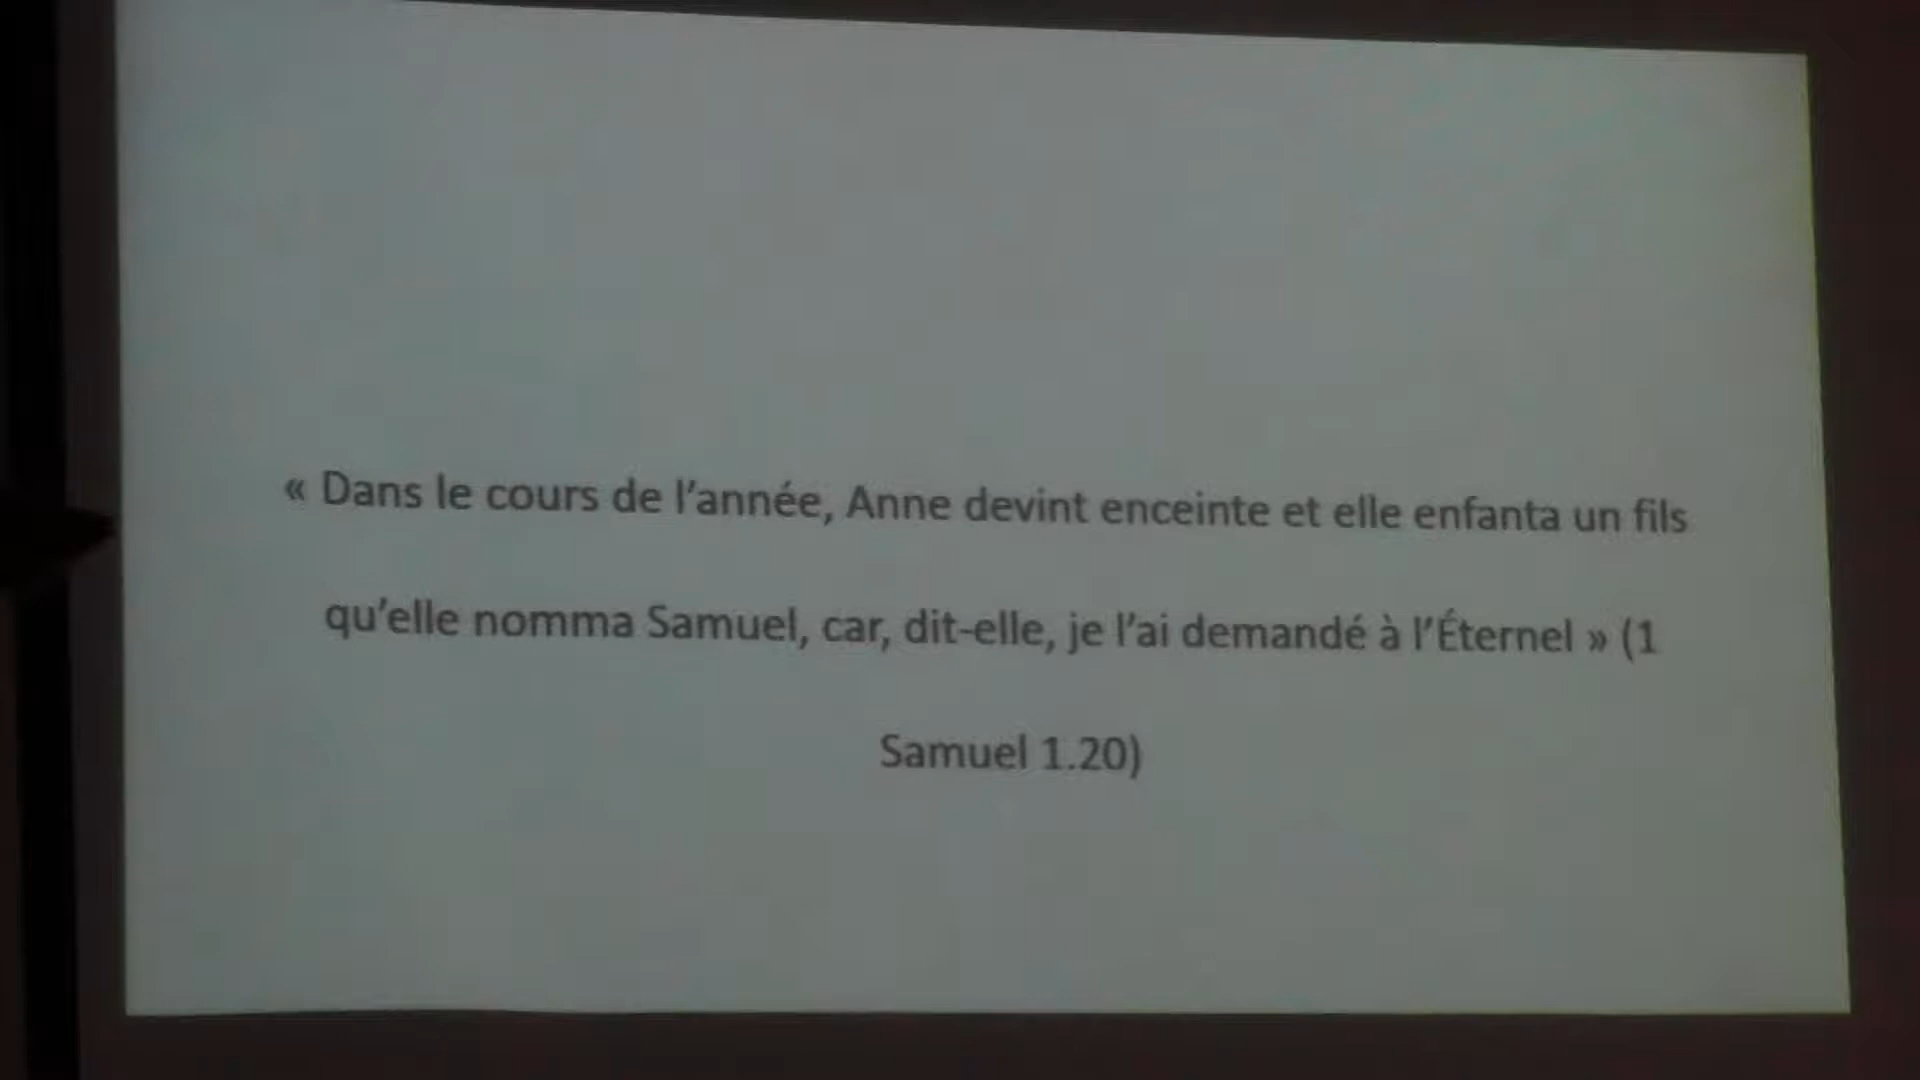 « Dans le cours de l’année, Anne devint enceinte et elle enfanta un fils
qu’elle nomma Samuel, car, dit-elle, je l’ai demandé à l’Éternel » (1
Samuel 1.20)